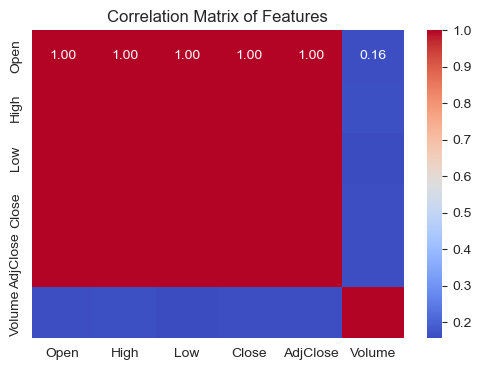 Correlation Matrix of Features
Open
High
Low
Close
AdjClose
Volume
1.00 1.00 1.00 1.00 1.00 0.16
Open High Low Close AdjClose Volume
1.0
0.9
0.8
0.7
0.6
0.5
0.4
0.3
0.2